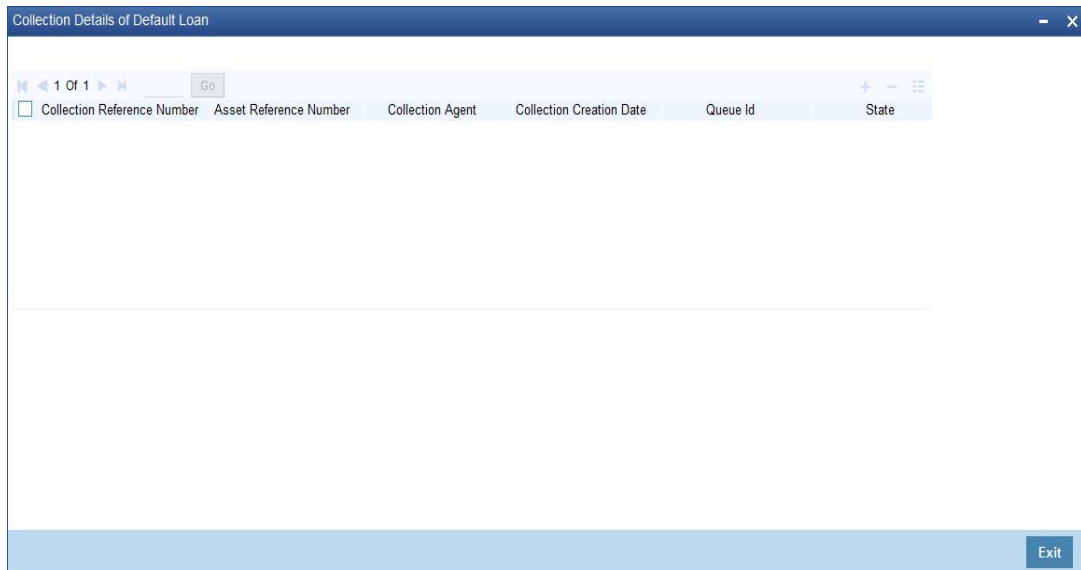 Collection Details of Default Loan
1 Of 1 Go
Collection Reference Number Asset Reference Number Collection Agent Collection Creation Date Queue Id State
Exit